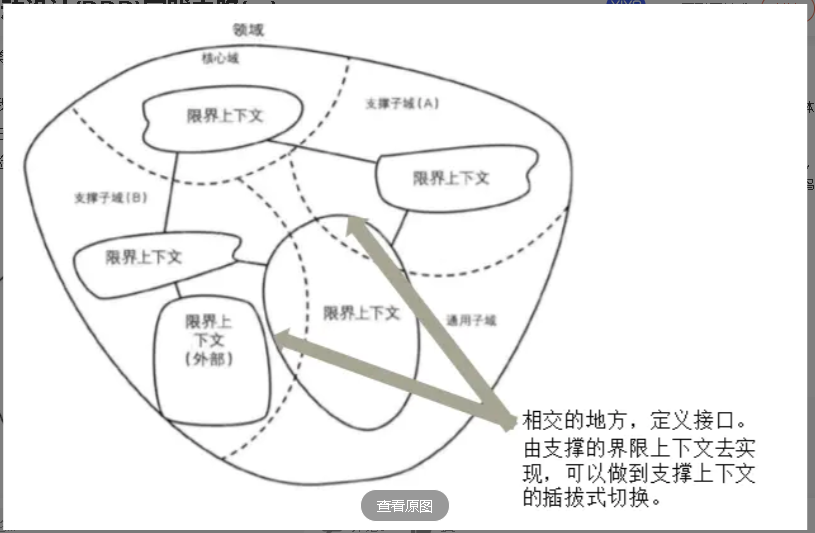 领域
核心域
限界上下文
支撑子域(A)
限界上下文
支撑子域(B)
限界上下文
限界上下文
通用子域
限界上
下文
(外部)
相交的地方，定义接口。
由支撑的界限上下文去实
现，可以做到支撑上下文
的插拔式切换。
查看原图